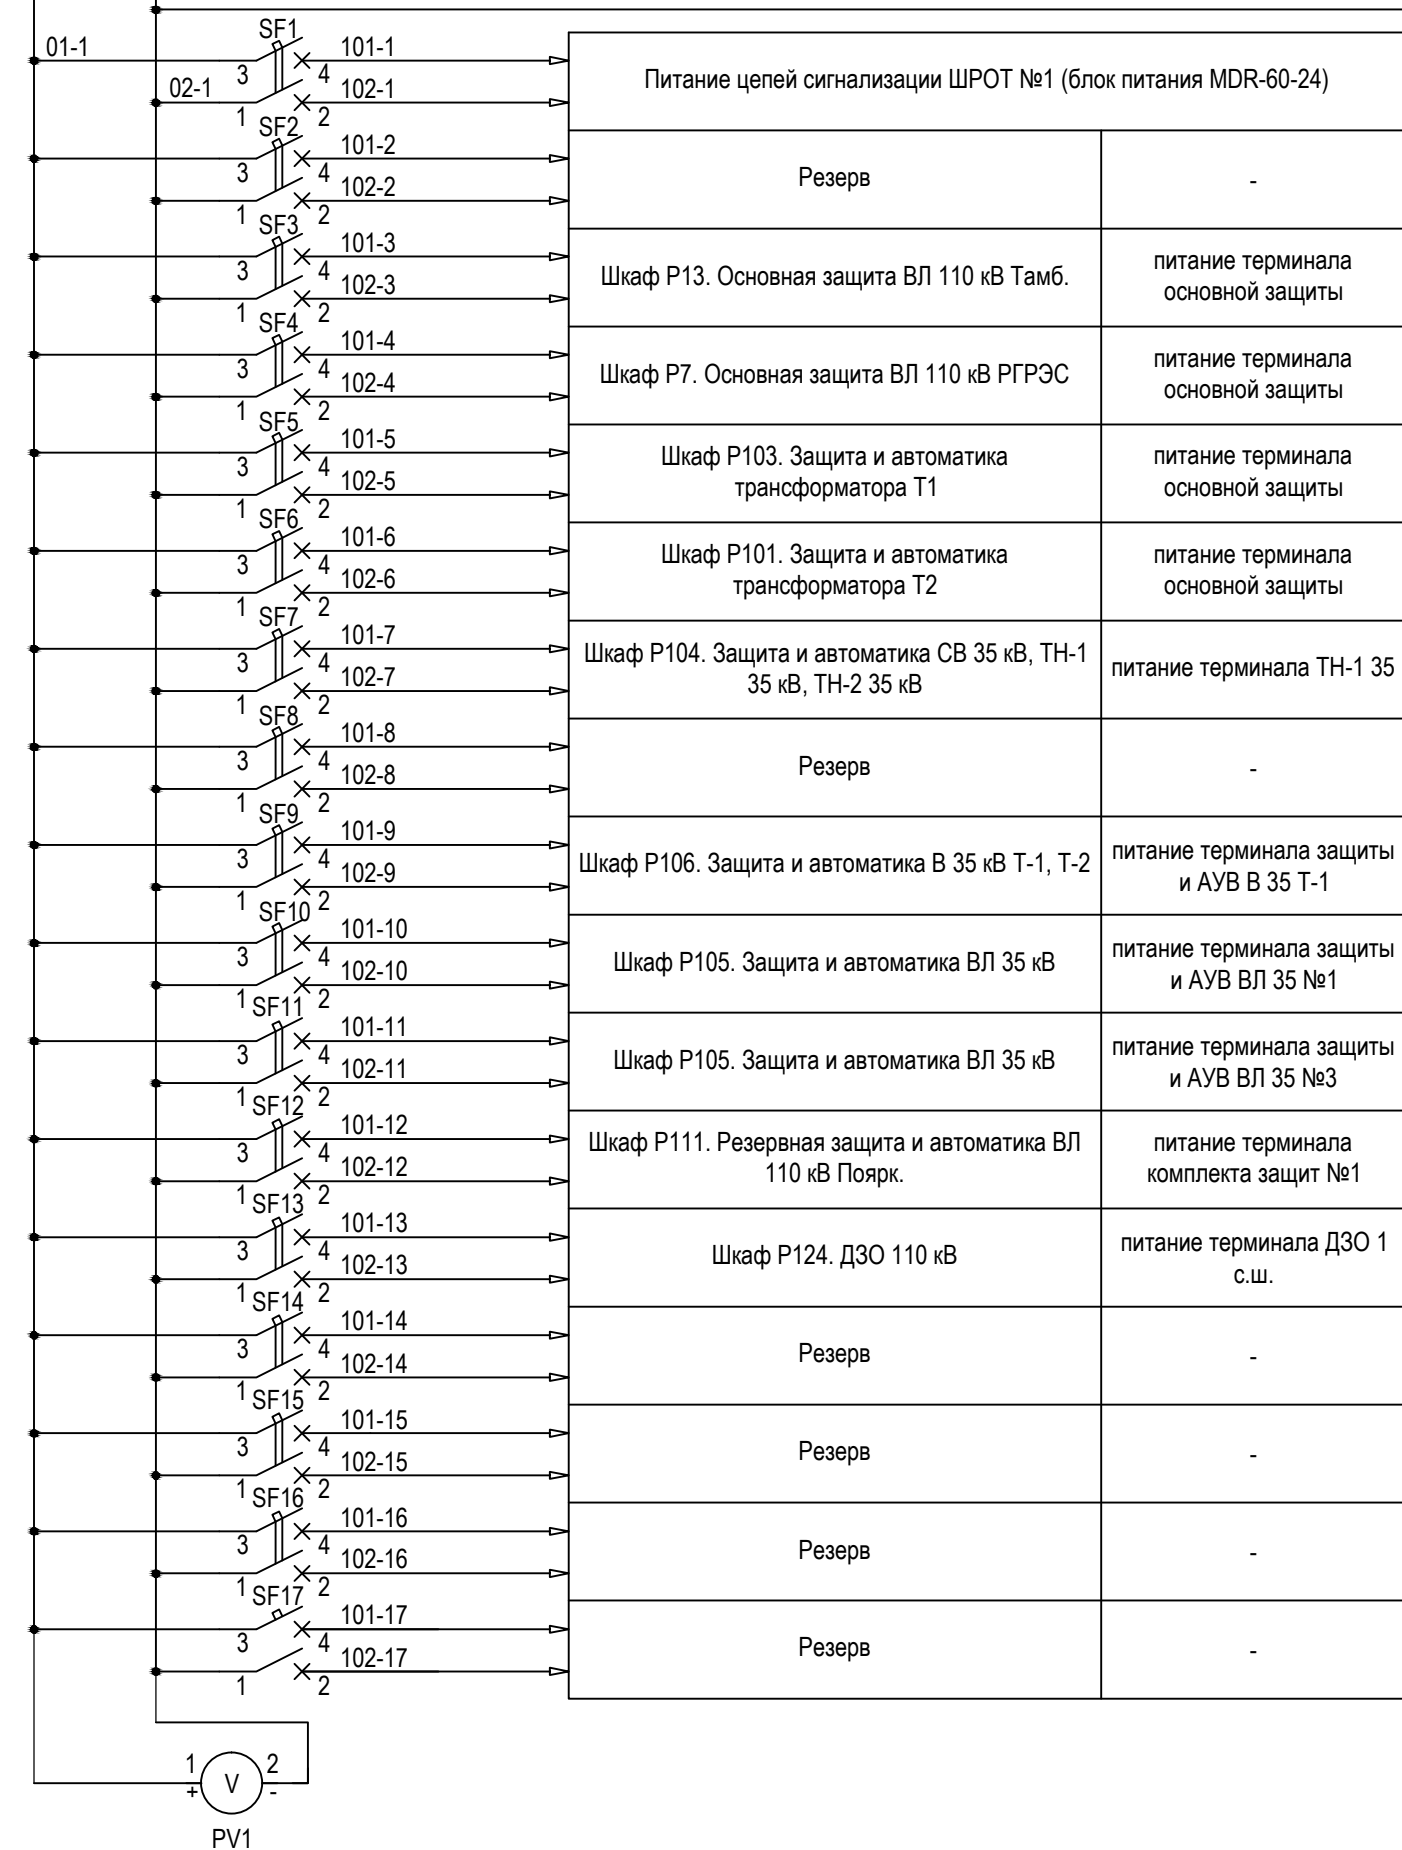 SF1
01-1
101-1
3
4
02-1
102-1
1
2
Питание цепей сигнализации ШРОТ №1 (блок питания MDR-60-24)
SF2
101-2
3
4
102-2
1
2
Резерв
-
SF3
101-3
3
4
102-3
1
2
Шкаф Р13. Основная защита ВЛ 110 кВ Тамб.
питание терминала
основной защиты
SF4
101-4
3
4
102-4
1
2
Шкаф Р7. Основная защита ВЛ 110 кВ РГРЭС
питание терминала
основной защиты
SF5
101-5
3
4
102-5
1
2
Шкаф Р103. Защита и автоматика
трансформатора Т1
питание терминала
основной защиты
SF6
101-6
3
4
102-6
1
2
Шкаф Р101. Защита и автоматика
трансформатора Т2
питание терминала
основной защиты
SF7
101-7
3
4
102-7
1
2
Шкаф Р104. Защита и автоматика СВ 35 кВ, ТН-1
35 кВ, ТН-2 35 кВ
питание терминала ТН-1 35
SF8
101-8
3
4
102-8
1
2
Резерв
-
SF9
101-9
3
4
102-9
1
2
Шкаф Р106. Защита и автоматика В 35 кВ Т-1, Т-2
питание терминала защиты
и АУВ В 35 Т-1
SF10
101-10
3
4
102-10
1
2
Шкаф Р105. Защита и автоматика ВЛ 35 кВ
питание терминала защиты
и АУВ ВЛ 35 №1
SF11
101-11
3
4
102-11
1
2
Шкаф Р105. Защита и автоматика ВЛ 35 кВ
питание терминала защиты
и АУВ ВЛ 35 №3
SF12
101-12
3
4
102-12
1
2
Шкаф Р111. Резервная защита и автоматика ВЛ
110 кВ Поярк.
питание терминала
комплекта защит №1
SF13
101-13
3
4
102-13
1
2
Шкаф Р124. ДЗО 110 кВ
питание терминала ДЗО 1
с.ш.
SF14
101-14
3
4
102-14
1
2
Резерв
-
SF15
101-15
3
4
102-15
1
2
Резерв
-
SF16
101-16
3
4
102-16
1
2
Резерв
-
SF17
101-17
3
4
102-17
1
2
Резерв
-
1
2
+
V
-
PV1